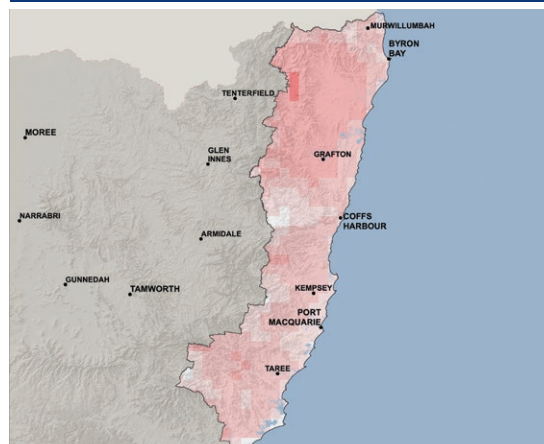 MURWILLUMBAH
BYRON
BAY
TENTERFIELD
MOREE
GLEN
INNES
GRAFTON
NARRABRI
COFFS
HARBOUR
ARMIDALE
GUNNEDAH
TAMWORTH
KEMPSEY
PORT
MACQUARIE
TAREE